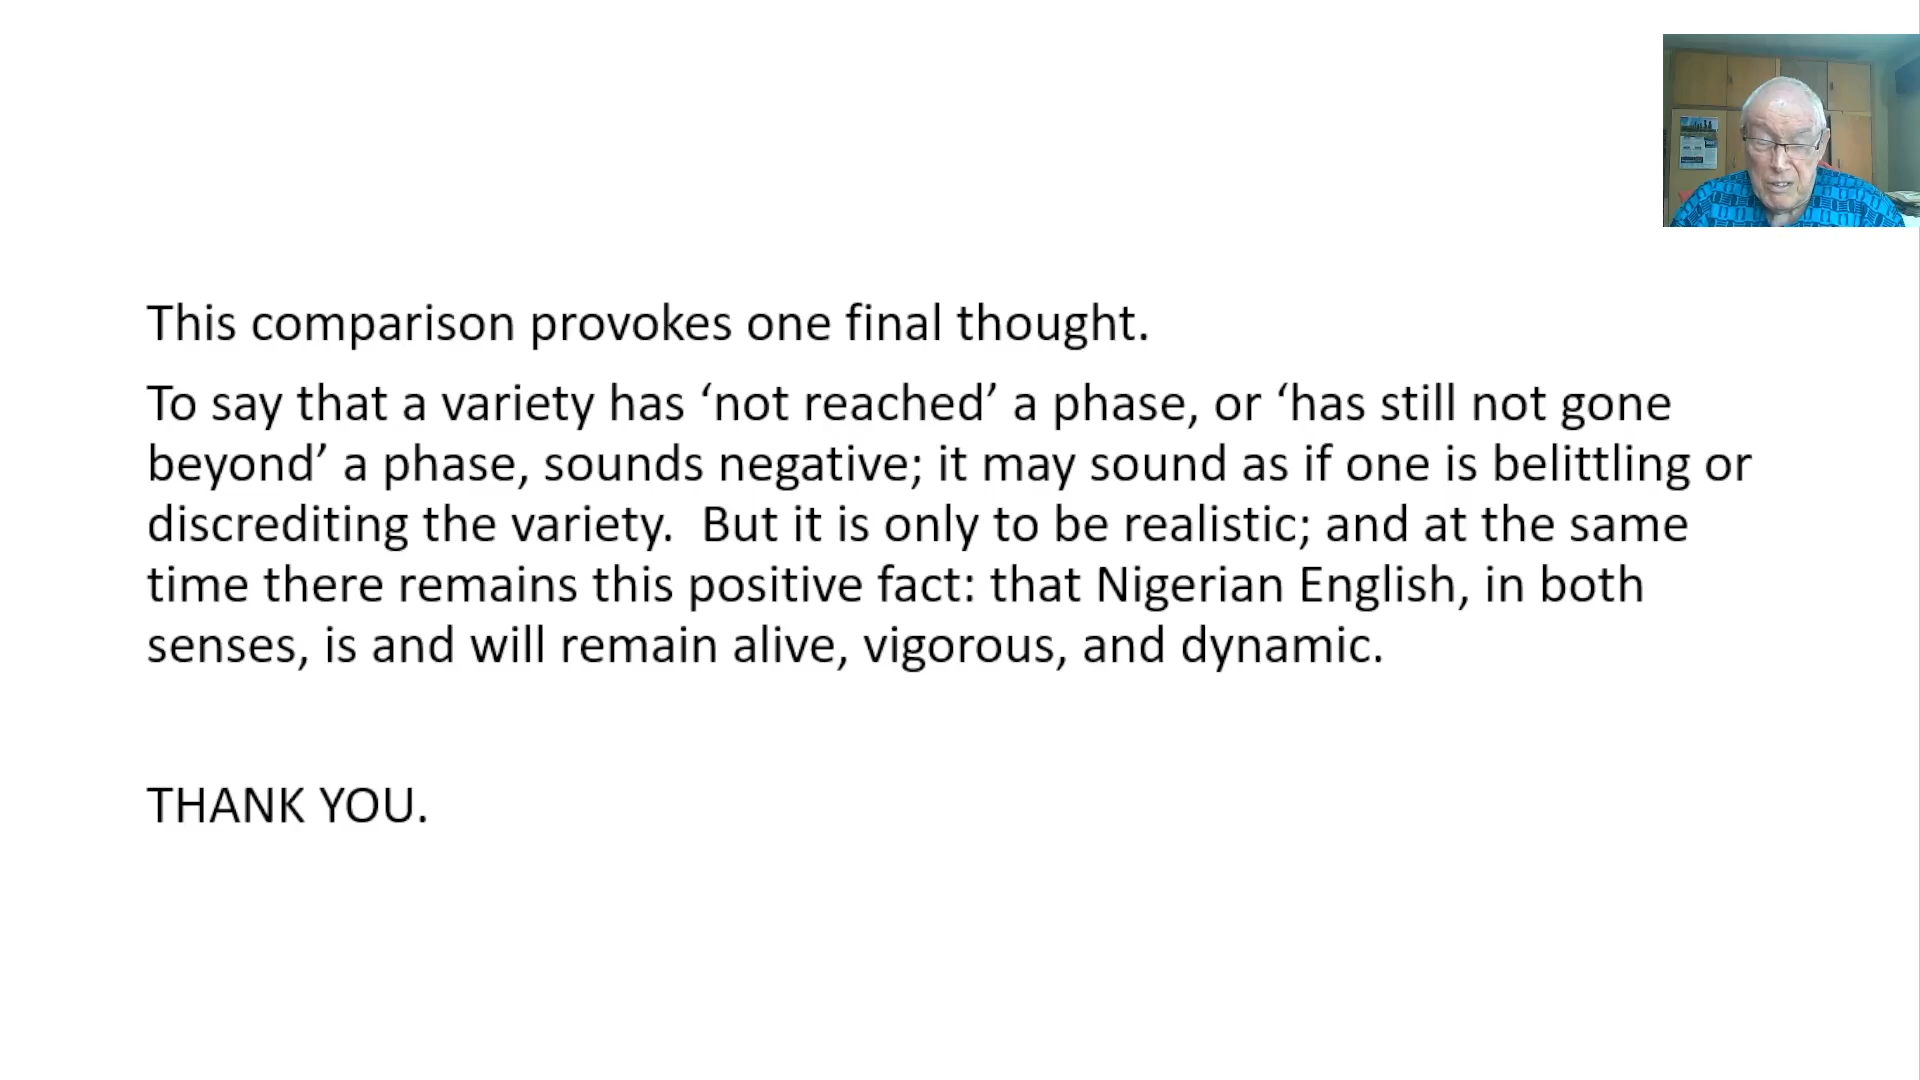 This comparison provokes one final thought.
To say that a variety has ‘not reached’ a phase, or ‘has still not gone
beyond’ a phase, sounds negative; it may sound as if one is belittling or
discrediting the variety.  But it is only to be realistic; and at the same
time there remains this positive fact: that Nigerian English, in both
senses, is and will remain alive, vigorous, and dynamic.
THANK YOU.